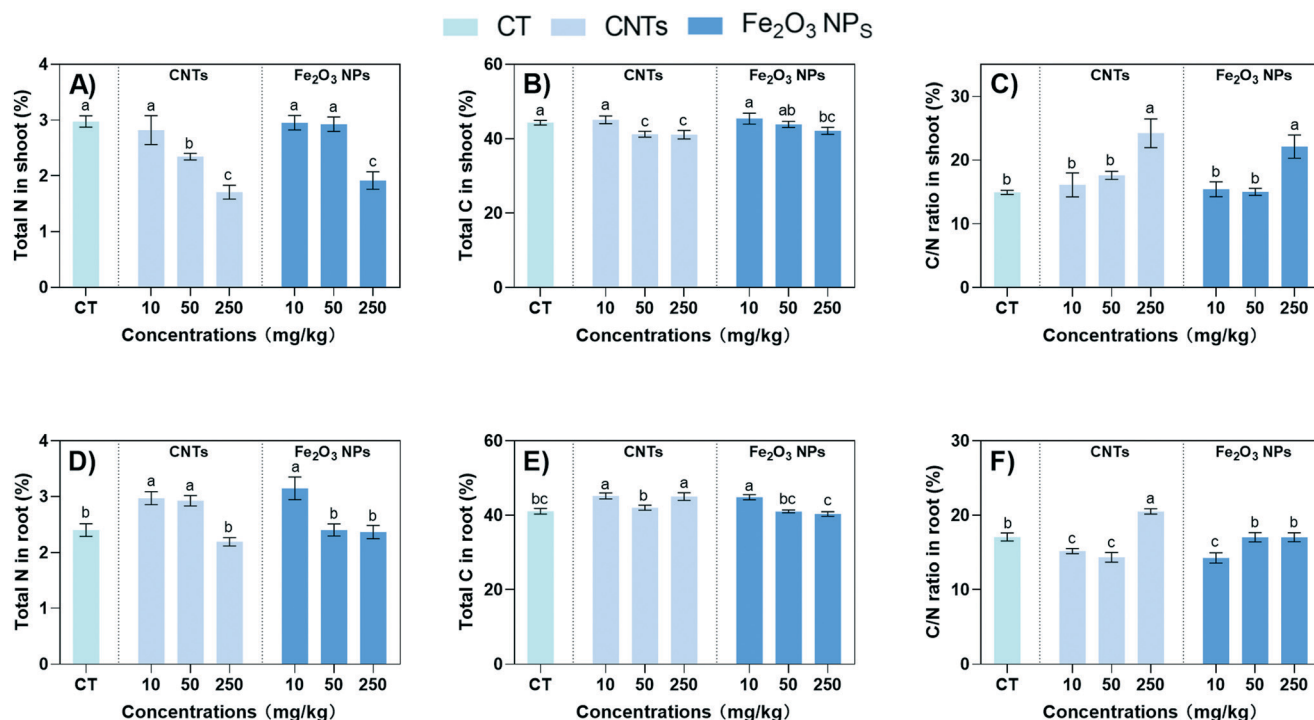 CT CNTs Fe₂O₃ NPS
A)
CNTs Fe₂O₃ NPs
Total N in shoot (%)
4
3
2
1
0
a a b c a a c
CT 10 50 250 10 50 250
Concentrations（mg/kg）
B)
CNTs Fe₂O₃ NPs
Total C in shoot (%)
60
40
20
0
a a c c a ab bc
CT 10 50 250 10 50 250
Concentrations（mg/kg）
C)
CNTs Fe₂O₃ NPs
C/N ratio in shoot (%)
30
20
10
0
b b b a b b a
CT 10 50 250 10 50 250
Concentrations（mg/kg）
D)
CNTs Fe₂O₃ NPs
Total N in root (%)
4
3
2
1
0
b a a b a b b
CT 10 50 250 10 50 250
Concentrations（mg/kg）
E)
CNTs Fe₂O₃ NPs
Total C in root (%)
60
40
20
0
bc a b a a bc c
CT 10 50 250 10 50 250
Concentrations（mg/kg）
F)
CNTs Fe₂O₃ NPs
C/N ratio in root (%)
30
20
10
0
b c c a c b b
CT 10 50 250 10 50 250
Concentrations（mg/kg）